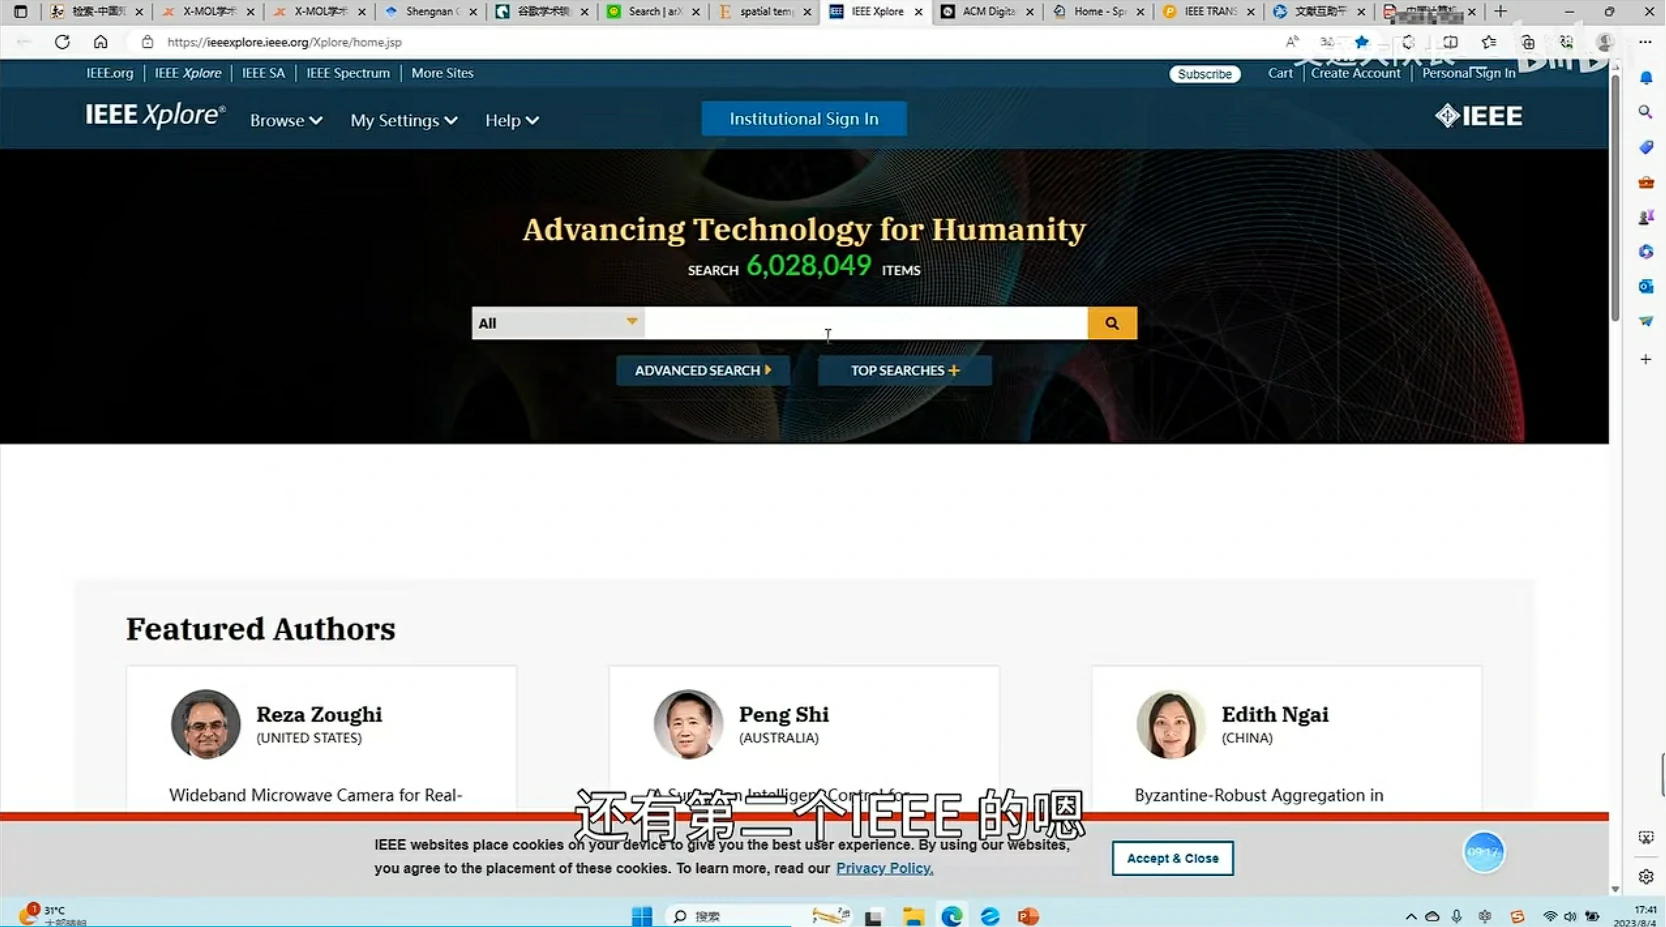 检索-中国知
X-MOL学术
X-MOL学术
Shengnan G
谷歌学术镜
Search | arX
spatial temp
IEEE Xplore
ACM Digita
Home - Spr
IEEE TRANS
文献互助平
https://ieeexplore.ieee.org/Xplore/home.jsp
IEEE.org
IEEE Xplore
IEEE SA
IEEE Spectrum
More Sites
Subscribe
Cart
Create Account
Personal Sign In
IEEE Xplore®
Browse
My Settings
Help
Institutional Sign In
IEEE
Advancing Technology for Humanity
SEARCH 6,028,049 ITEMS
All
ADVANCED SEARCH
TOP SEARCHES
Featured Authors
Reza Zoughi
(UNITED STATES)
Peng Shi
(AUSTRALIA)
Edith Ngai
(CHINA)
Wideband Microwave Camera for Real-
Byzantine-Robust Aggregation in
还有第二个IEEE 的嗯
IEEE websites place cookies on your device to give you the best user experience. By using our websites,
you agree to the placement of these cookies. To learn more, read our Privacy Policy.
Accept & Close
09:17
1
31°C
搜索
17:41
2023/8/4